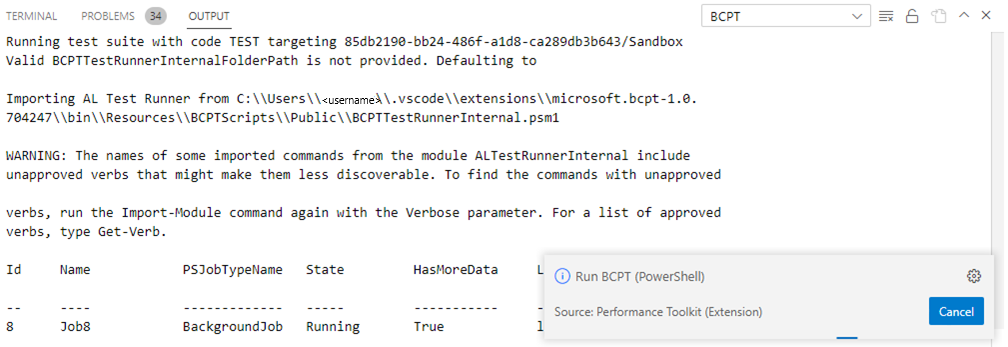 TERMINAL PROBLEMS 34 OUTPUT BCPT
Running test suite with code TEST targeting 85db2190-bb24-486f-a1d8-ca289db3b643/Sandbox
Valid BCPTTestRunnerInternalFolderPath is not provided. Defaulting to
Importing AL Test Runner from C:\\Users\\<username>\\.vscode\\extensions\\microsoft.bcpt-1.0.
704247\\bin\\Resources\\BCPTScripts\\Public\\BCPTTestRunnerInternal.psm1
WARNING: The names of some imported commands from the module ALTestRunnerInternal include
unapproved verbs that might make them less discoverable. To find the commands with unapproved
verbs, run the Import-Module command again with the Verbose parameter. For a list of approved
verbs, type Get-Verb.
Id Name PSJobTypeName State HasMoreData L
-- ---- ------------- ----- ----------- -
8 Job8 BackgroundJob Running True l
Run BCPT (PowerShell)
Source: Performance Toolkit (Extension) Cancel